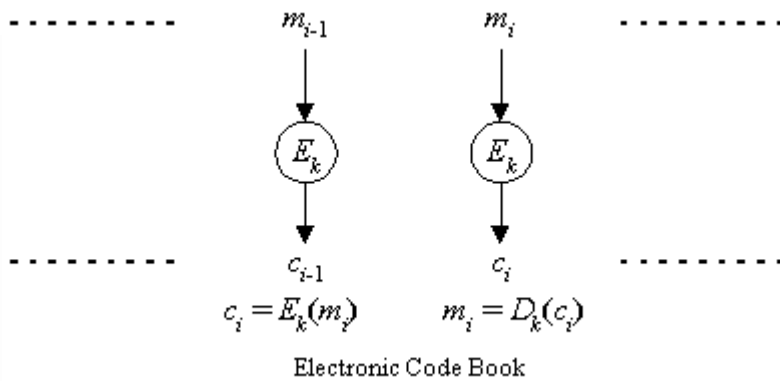 m_{i-1} m_i
E_k E_k
c_{i-1} c_i
c_i = E_k(m_i) m_i = D_k(c_i)
Electronic Code Book